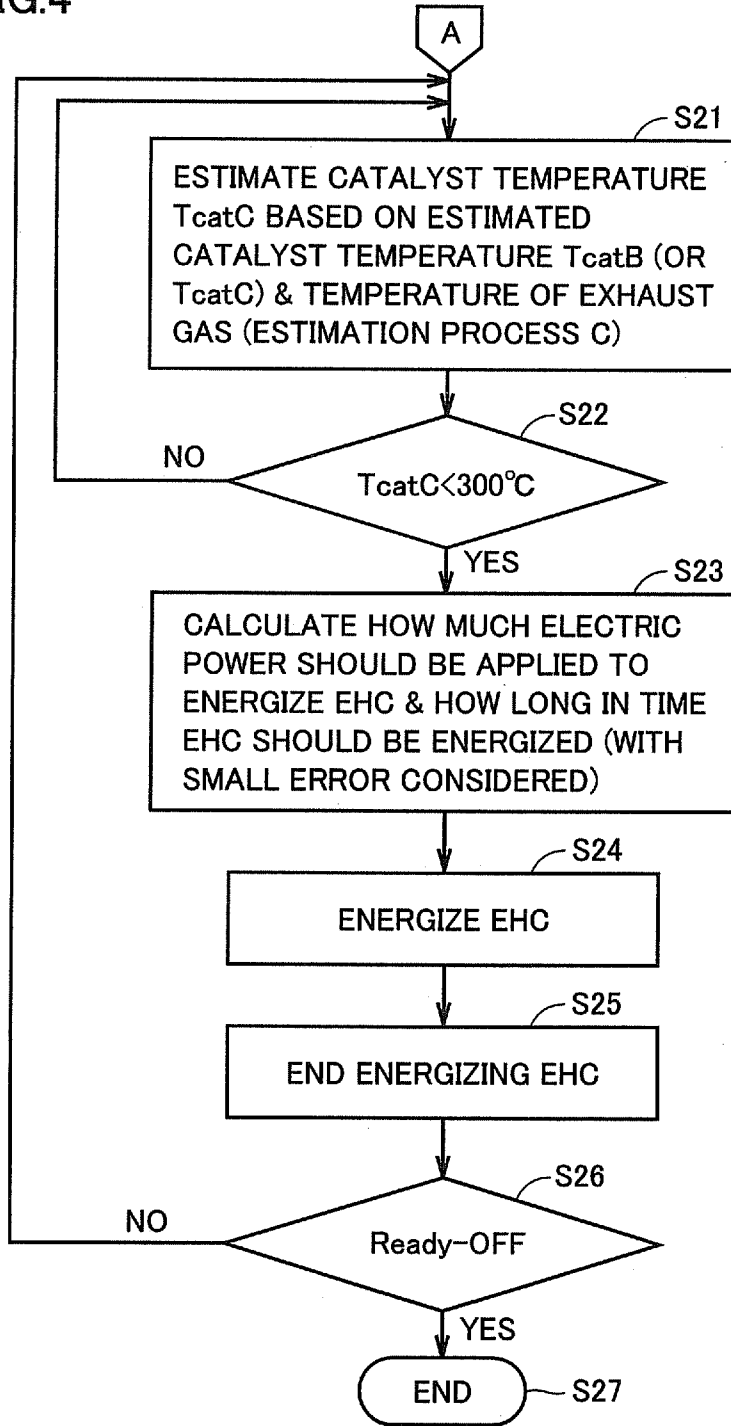 IG.4
A
S21
ESTIMATE CATALYST TEMPERATURE
TcatC BASED ON ESTIMATED
CATALYST TEMPERATURE TcatB (OR
TcatC) & TEMPERATURE OF EXHAUST
GAS (ESTIMATION PROCESS C)
S22
NO
TcatC<300°C
YES
S23
CALCULATE HOW MUCH ELECTRIC
POWER SHOULD BE APPLIED TO
ENERGIZE EHC & HOW LONG IN TIME
EHC SHOULD BE ENERGIZED (WITH
SMALL ERROR CONSIDERED)
S24
ENERGIZE EHC
S25
END ENERGIZING EHC
S26
NO
Ready-OFF
YES
END
S27